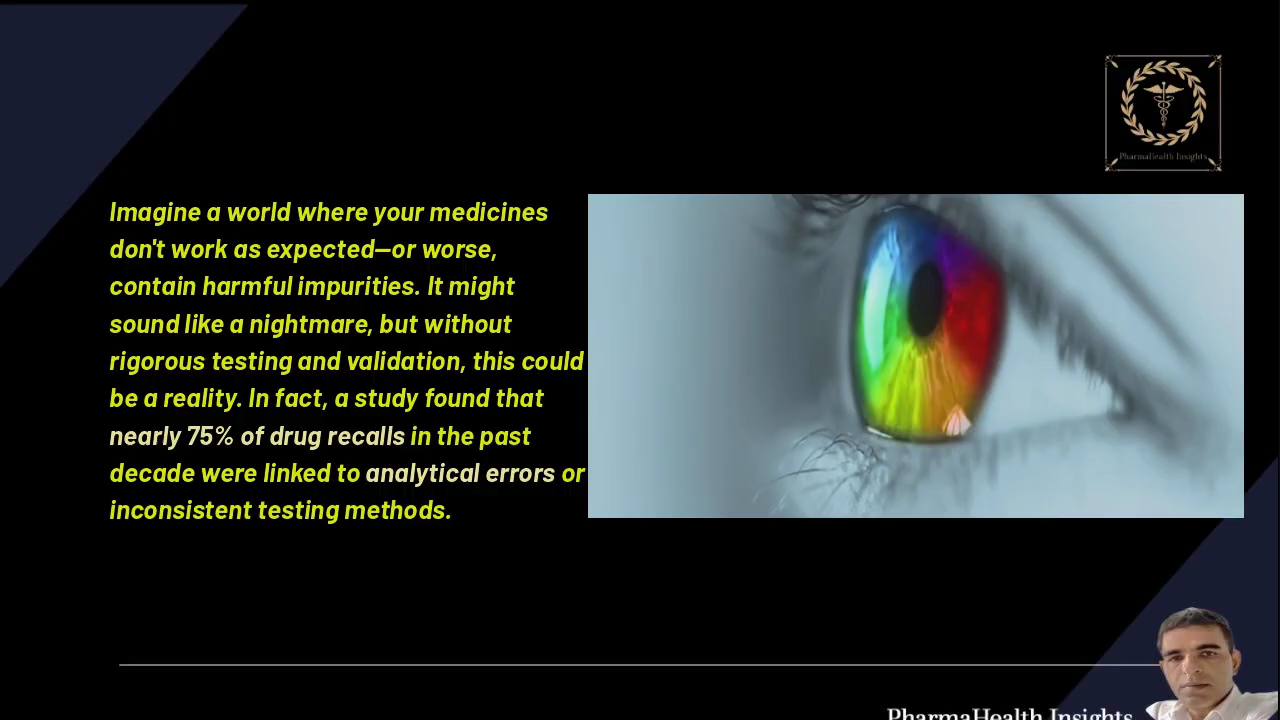 PharmaHealth Insights
Imagine a world where your medicines
don't work as expected—or worse,
contain harmful impurities. It might
sound like a nightmare, but without
rigorous testing and validation, this could
be a reality. In fact, a study found that
nearly 75% of drug recalls in the past
decade were linked to analytical errors or
inconsistent testing methods.
PharmaHealth Insights